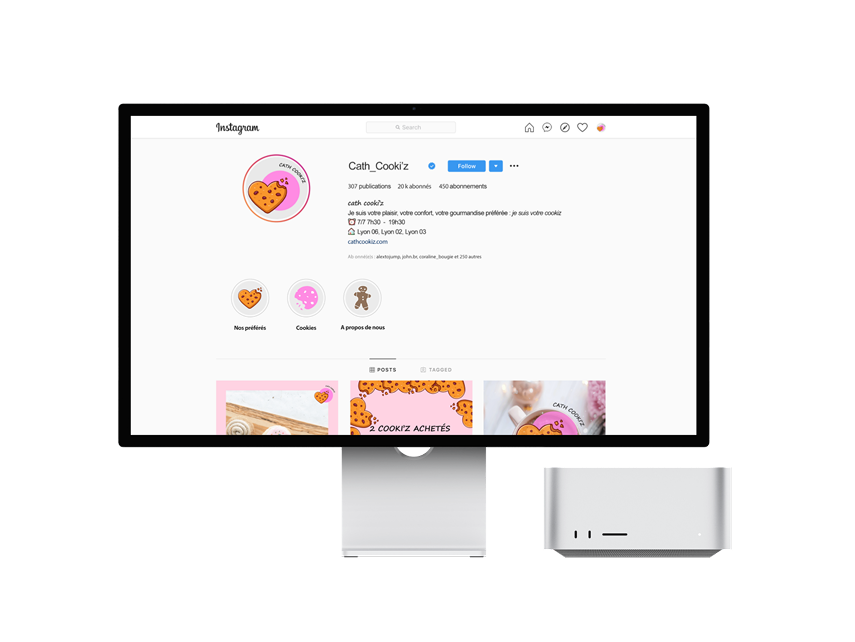 Instagram
Search
CATH COOKI'Z
Cath_Cooki'z
Follow
307 publications 20 k abonnés 450 abonnements
cath cooki'z
Je suis votre plaisir, votre confort, votre gourmandise préférée : je suis votre cookiz
7/7 7h30 - 19h30
Lyon 06, Lyon 02, Lyon 03
cathcookiz.com
alextojump, john.br, coraline_bougie et 250 autres
Nos préférés
Cookies
A propos de nous
POSTS
TAGGED
2 COOKI'Z ACHETÉS
CATH COOKI'Z